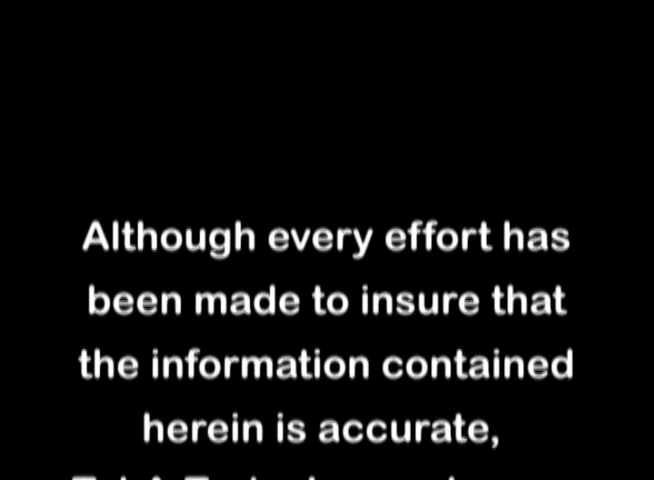 Although every effort has
been made to insure that
the information contained
herein is accurate,